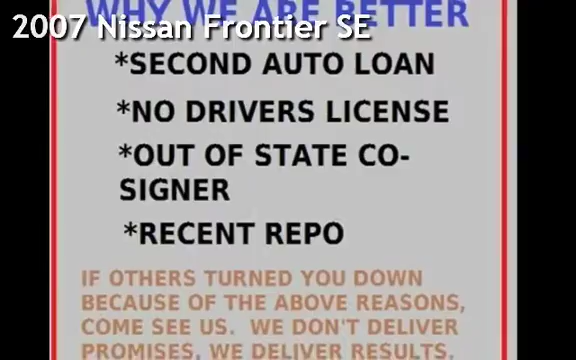 WHY WE ARE BETTER
2007 Nissan Frontier SE
*SECOND AUTO LOAN
*NO DRIVERS LICENSE
*OUT OF STATE CO-
SIGNER
*RECENT REPO
IF OTHERS TURNED YOU DOWN
BECAUSE OF THE ABOVE REASONS,
COME SEE US. WE DON'T DELIVER
PROMISES, WE DELIVER RESULTS.